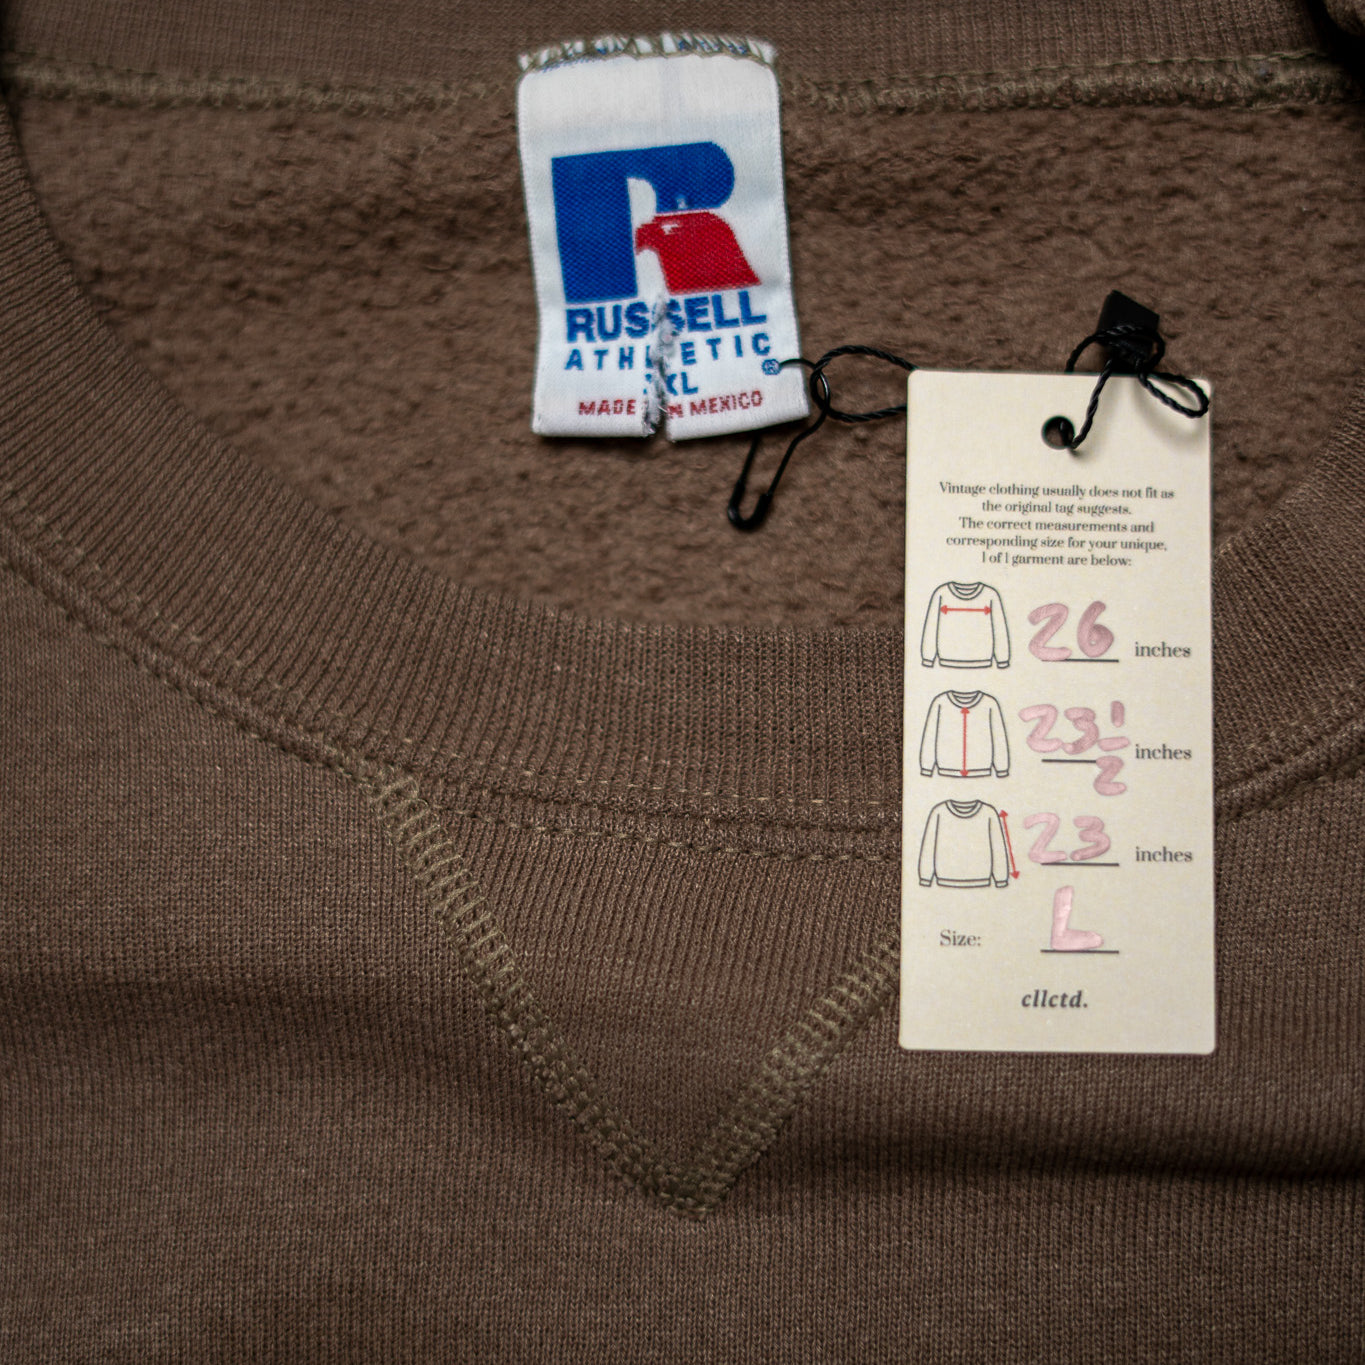 RUSSELL
ATHLETIC
MADE IN MEXICO
Vintage clothing usually does not fit as
the original tag suggests.
The correct measurements and
corresponding size for your unique,
1 of 1 garment are below:
26 inches
23 1/2 inches
23 inches
Size: L
cllctd.